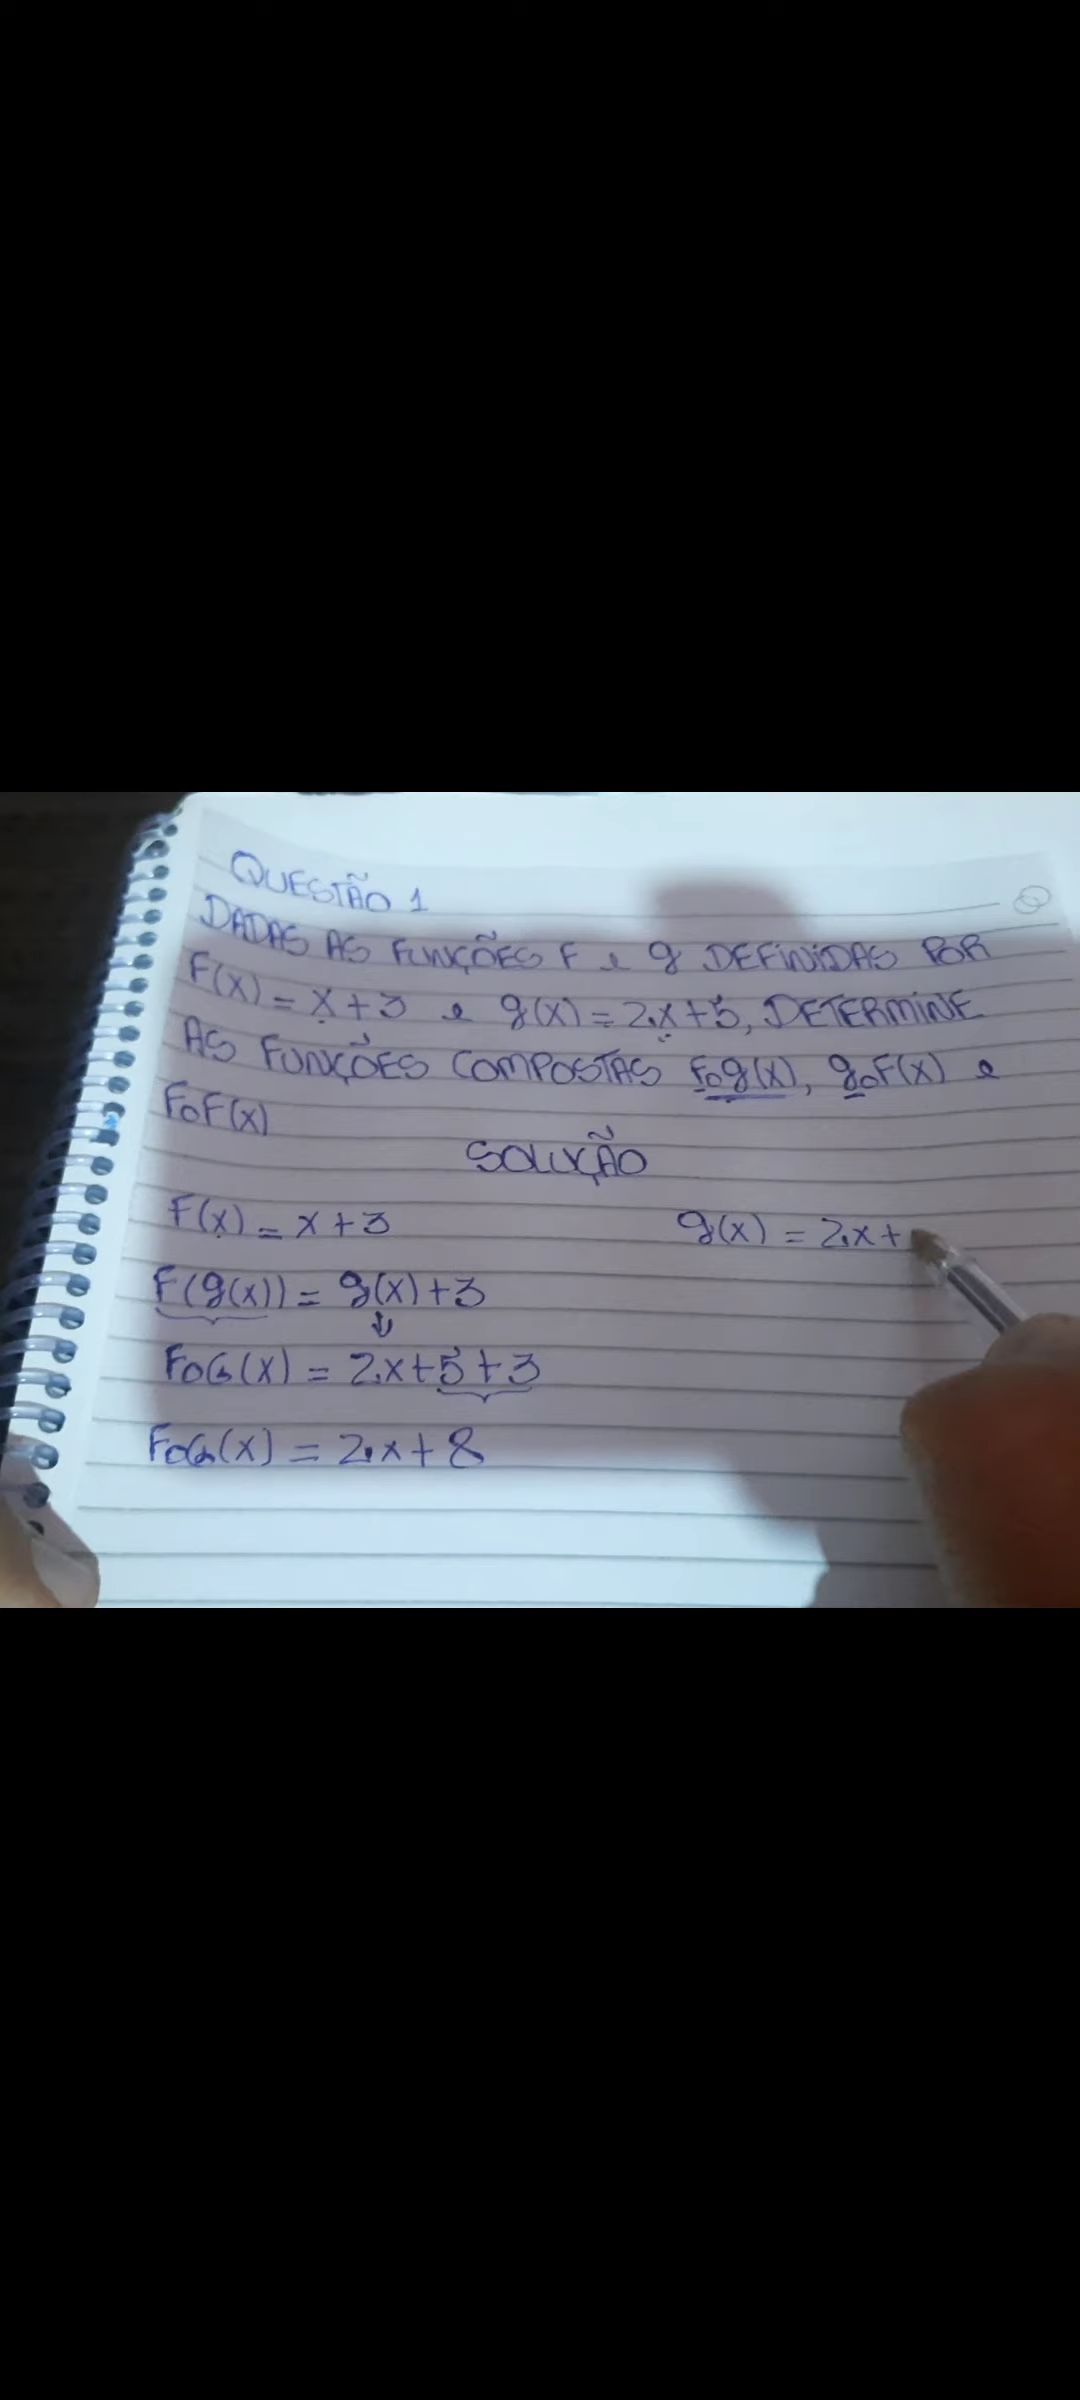 QUESTÃO 1
DADAS AS FUNÇÕES F e g DEFINIDAS POR
F(x) = x + 3 e g(x) = 2.x + 5, DETERMINE
AS FUNÇÕES COMPOSTAS Fog(x), goF(x) e
FoF(x)
SOLUÇÃO
F(x) = x + 3
g(x) = 2.x +
F(g(x)) = g(x) + 3
FoG(x) = 2.x + 5 + 3
FoG(x) = 2.x + 8